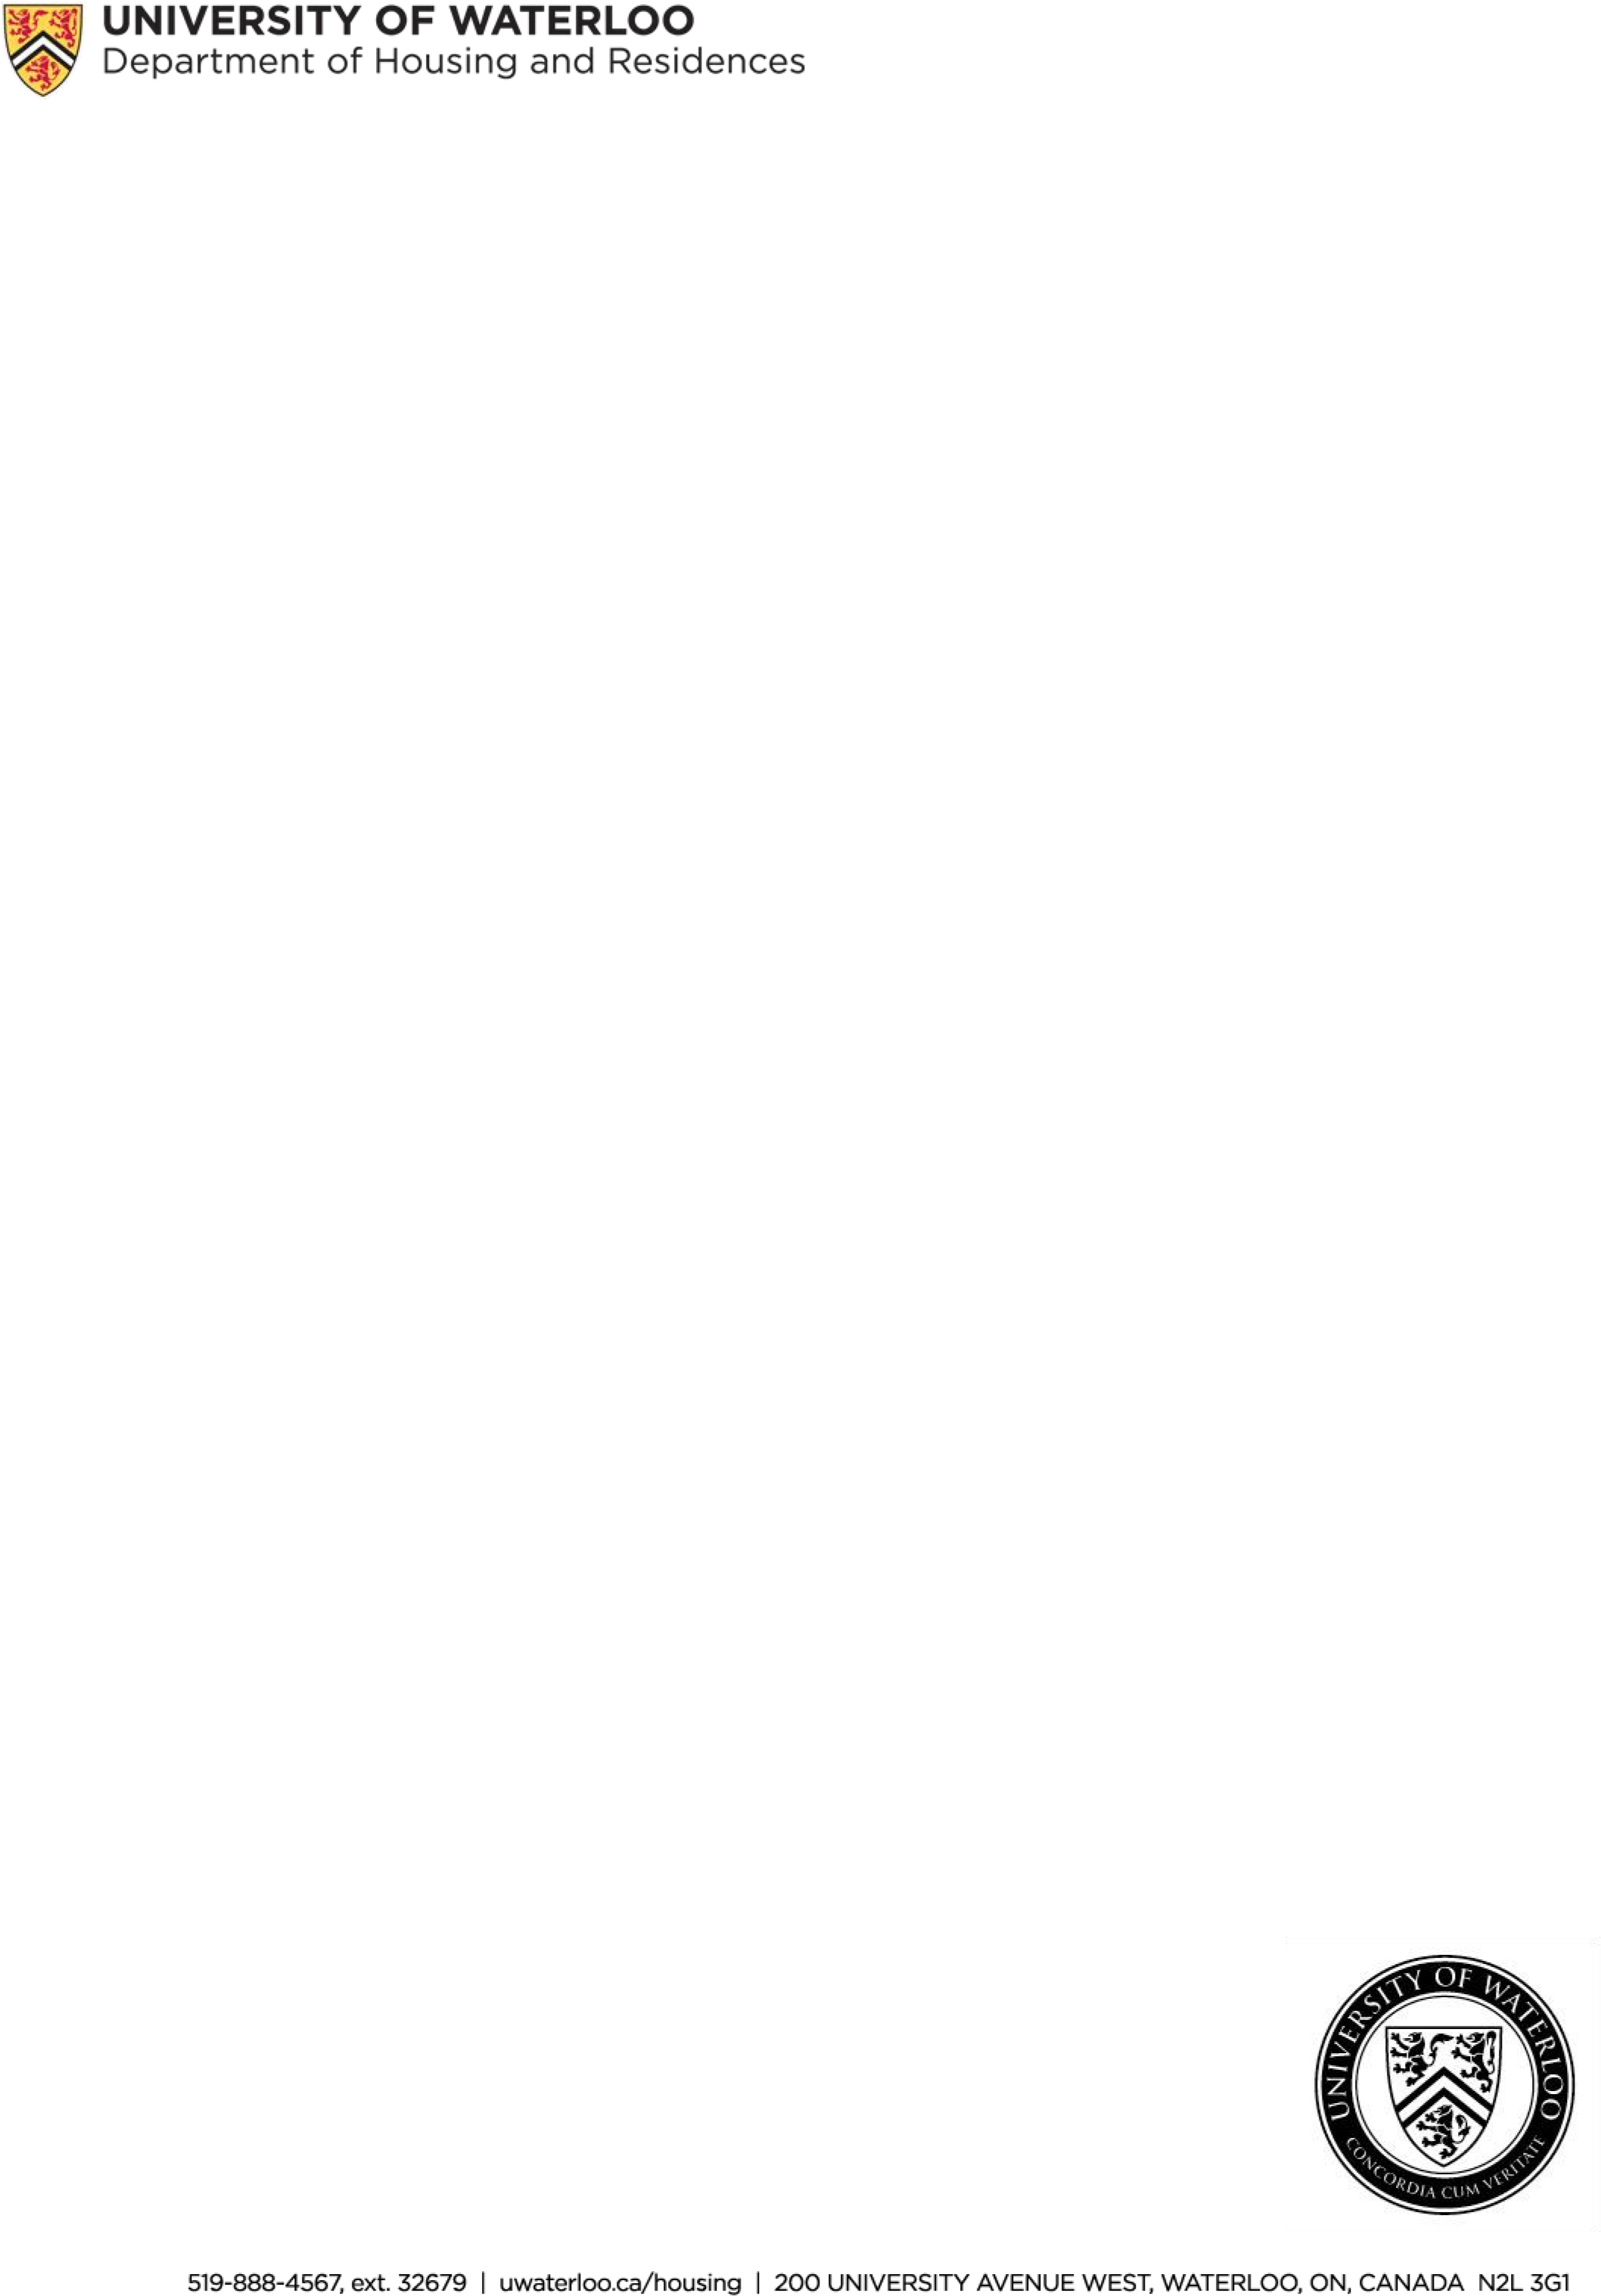 UNIVERSITY OF WATERLOO
Department of Housing and Residences
UNIVERSITY OF WATERLOO
CONCORDIA CUM VERITATE
519-888-4567, ext. 32679 | uwaterloo.ca/housing | 200 UNIVERSITY AVENUE WEST, WATERLOO, ON, CANADA N2L 3G1